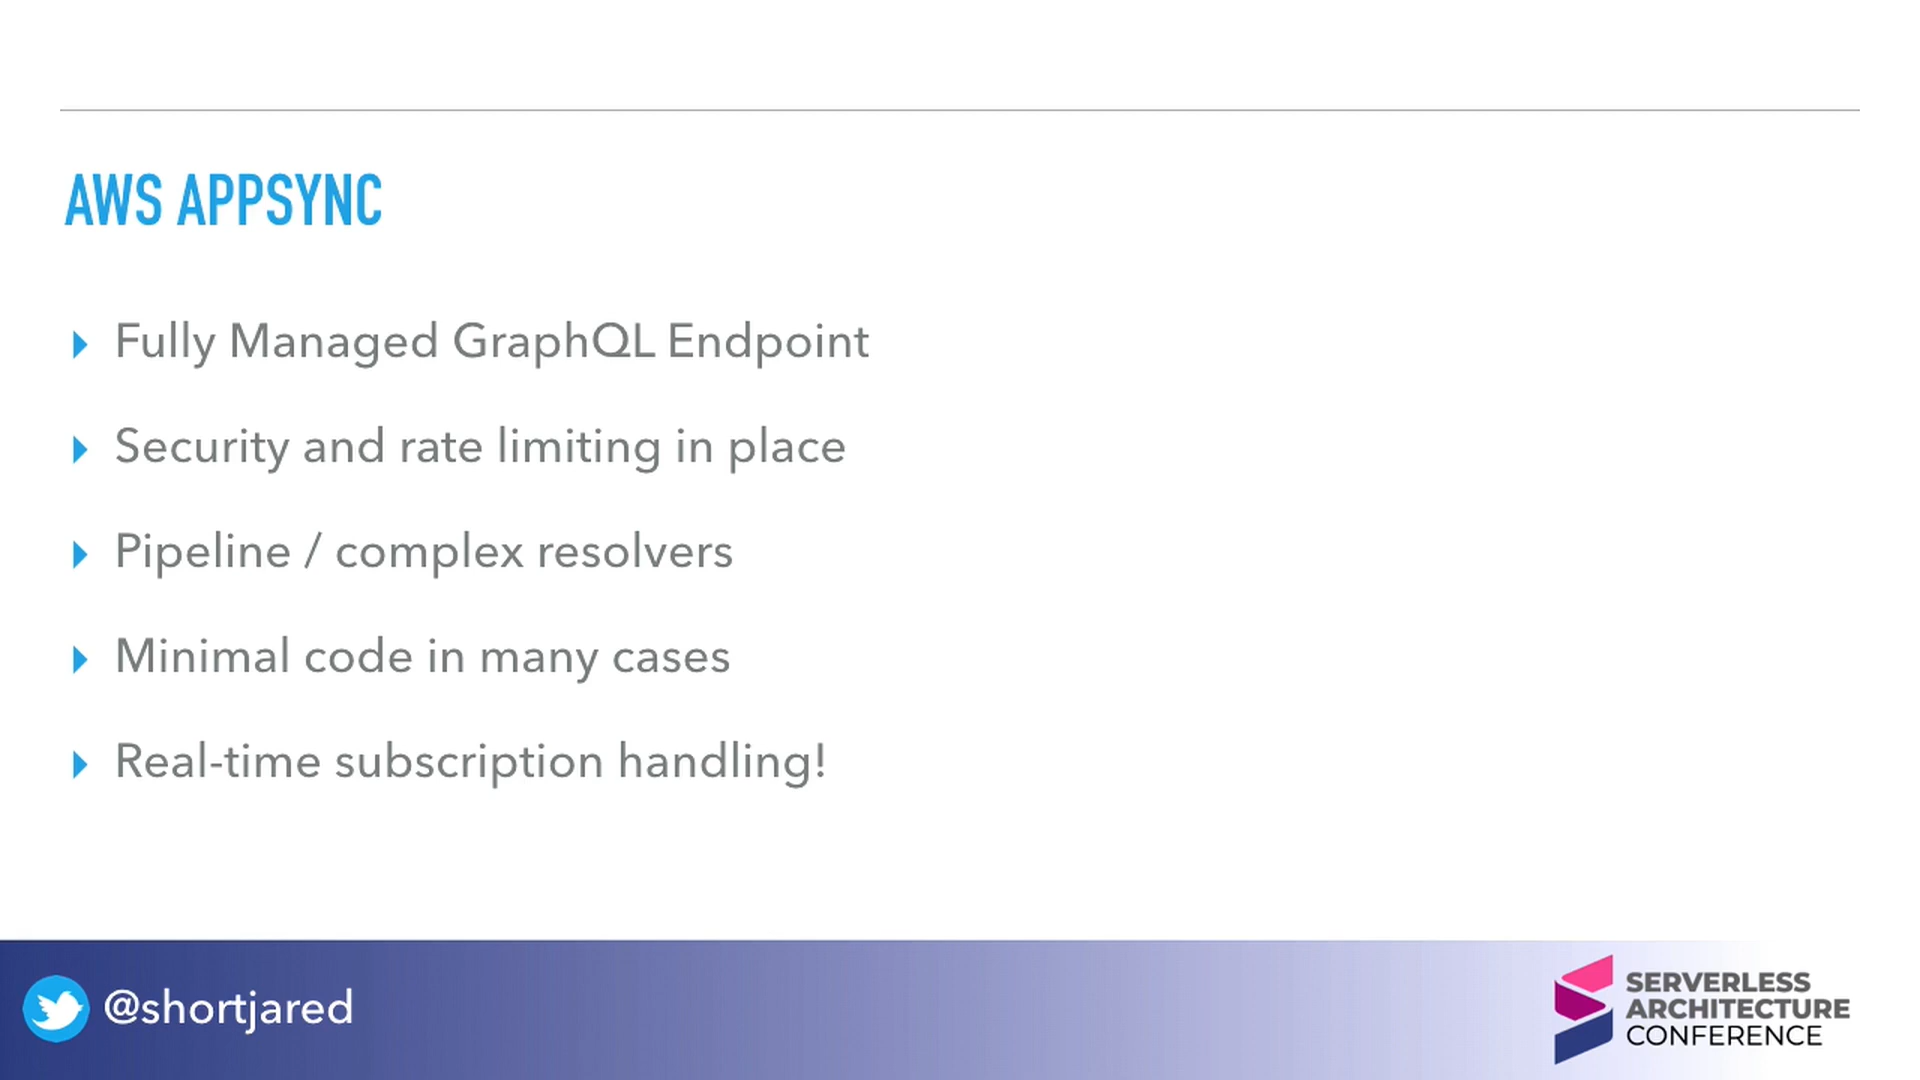 AWS APPSYNC
Fully Managed GraphQL Endpoint
Security and rate limiting in place
Pipeline / complex resolvers
Minimal code in many cases
Real-time subscription handling!
@shortjared
SERVERLESS
ARCHITECTURE
CONFERENCE